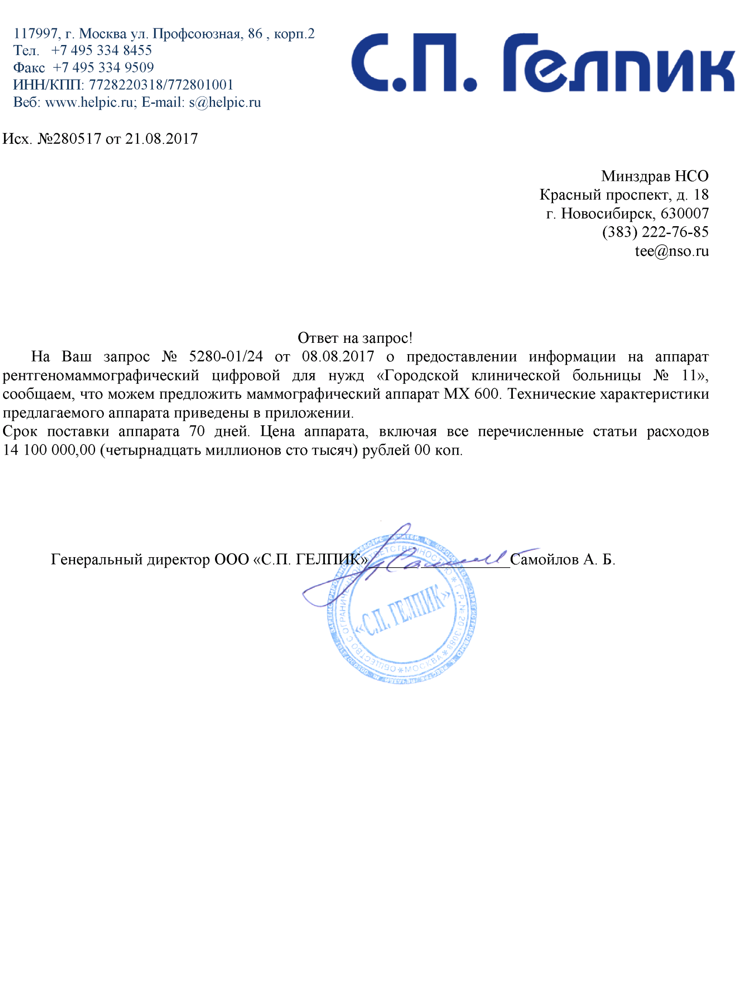 117997, г. Москва ул. Профсоюзная, 86 , корп.2
Тел. +7 495 334 8455
Факс +7 495 334 9509
ИНН/КПП: 7728220318/772801001
Веб: www.helpic.ru; E-mail: s@helpic.ru
С.П. Гелпик
Исх. №280517 от 21.08.2017
Минздрав НСО
Красный проспект, д. 18
г. Новосибирск, 630007
(383) 222-76-85
tee@nso.ru
Ответ на запрос!
На Ваш запрос № 5280-01/24 от 08.08.2017 о предоставлении информации на аппарат
рентгеномаммографический цифровой для нужд «Городской клинической больницы № 11»,
сообщаем, что можем предложить маммографический аппарат МХ 600. Технические характеристики
предлагаемого аппарата приведены в приложении.
Срок поставки аппарата 70 дней. Цена аппарата, включая все перечисленные статьи расходов
14 100 000,00 (четырнадцать миллионов сто тысяч) рублей 00 коп.
Генеральный директор ООО «С.П. ГЕЛПИК»__________________Самойлов А. Б.
ОБЩЕСТВО С ОГРАНИЧЕННОЙ ОТВЕТСТВЕННОСТЬЮ * Г.Р.№ 2013088 * МОСКВА *
«С.П. ГЕЛПИК»